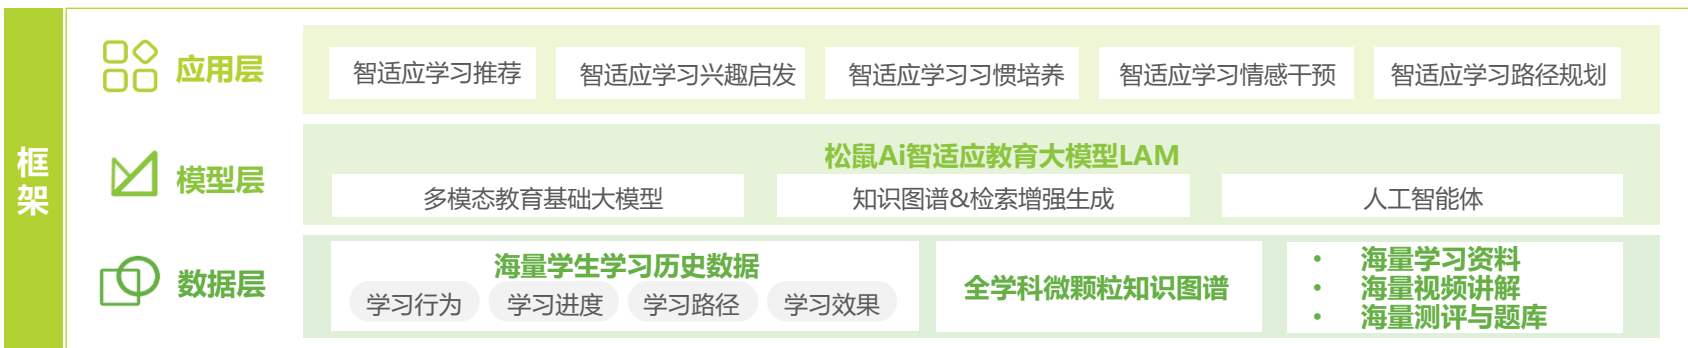 框架
应用层
智适应学习推荐
智适应学习兴趣启发
智适应学习习惯培养
智适应学习情感干预
智适应学习路径规划
模型层
松鼠Ai智适应教育大模型LAM
多模态教育基础大模型
知识图谱&检索增强生成
人工智能体
数据层
海量学生学习历史数据
学习行为
学习进度
学习路径
学习效果
全学科微颗粒知识图谱
• 海量学习资料
• 海量视频讲解
• 海量测评与题库